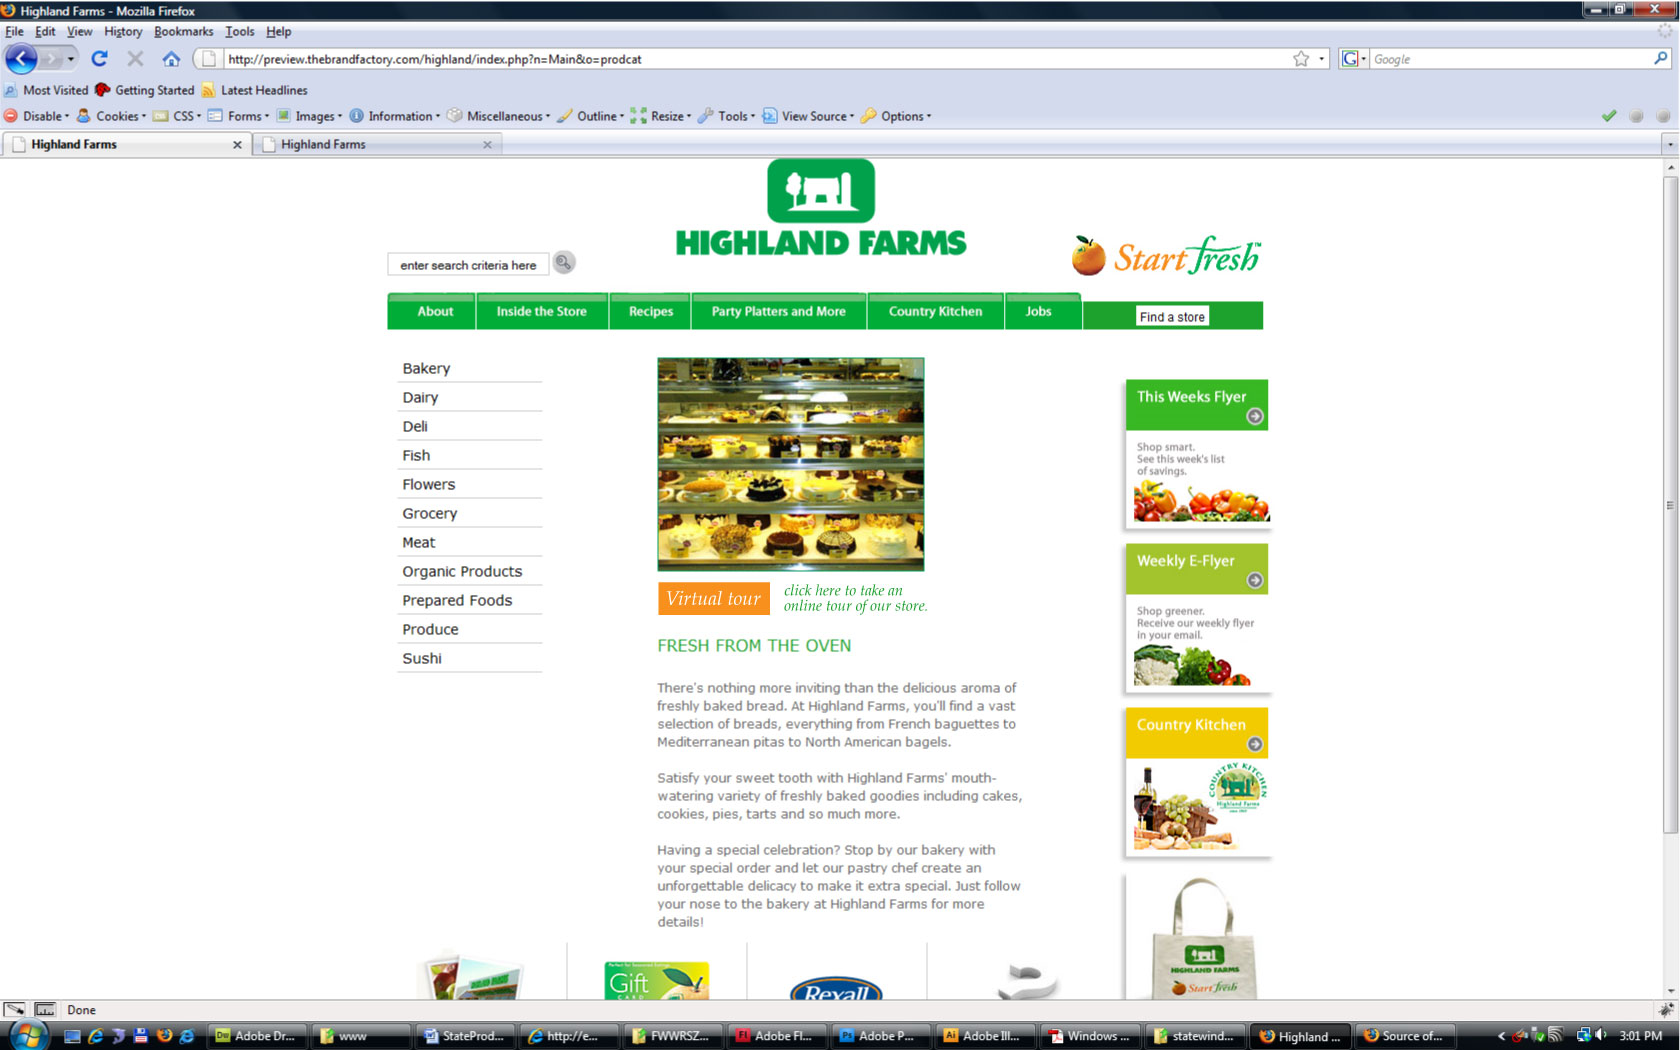 Highland Farms - Mozilla Firefox
File Edit View History Bookmarks Tools Help
http://preview.thebrandfactory.com/highland/index.php?n=Main&o=prodcat
G Google
Most Visited Getting Started Latest Headlines
Disable Cookies CSS Forms Images Information Miscellaneous Outline Resize Tools View Source Options
Highland Farms Highland Farms
HIGHLAND FARMS
enter search criteria here
Start fresh™
About Inside the Store Recipes Party Platters and More Country Kitchen Jobs Find a store
Bakery
Dairy
Deli
Fish
Flowers
Grocery
Meat
Organic Products
Prepared Foods
Produce
Sushi
Virtual tour
click here to take an
online tour of our store.
FRESH FROM THE OVEN
There's nothing more inviting than the delicious aroma of
freshly baked bread. At Highland Farms, you'll find a vast
selection of breads, everything from French baguettes to
Mediterranean pitas to North American bagels.
Satisfy your sweet tooth with Highland Farms' mouth-
watering variety of freshly baked goodies including cakes,
cookies, pies, tarts and so much more.
Having a special celebration? Stop by our bakery with
your special order and let our pastry chef create an
unforgettable delicacy to make it extra special. Just follow
your nose to the bakery at Highland Farms for more
details!
This Weeks Flyer
Shop smart.
See this week's list
of savings.
Weekly E-Flyer
Shop greener.
Receive our weekly flyer
in your email.
Country Kitchen
COUNTRY KITCHEN
Highland Farms
HIGHLAND FARMS
Start fresh
Gift
CARD
Rexall
Done
Adobe Dr... www StateProd... http://e... FWWRSZ... Adobe Fl... Adobe P... Adobe Ill... Windows ... statewind... Highland ... Source of... 3:01 PM